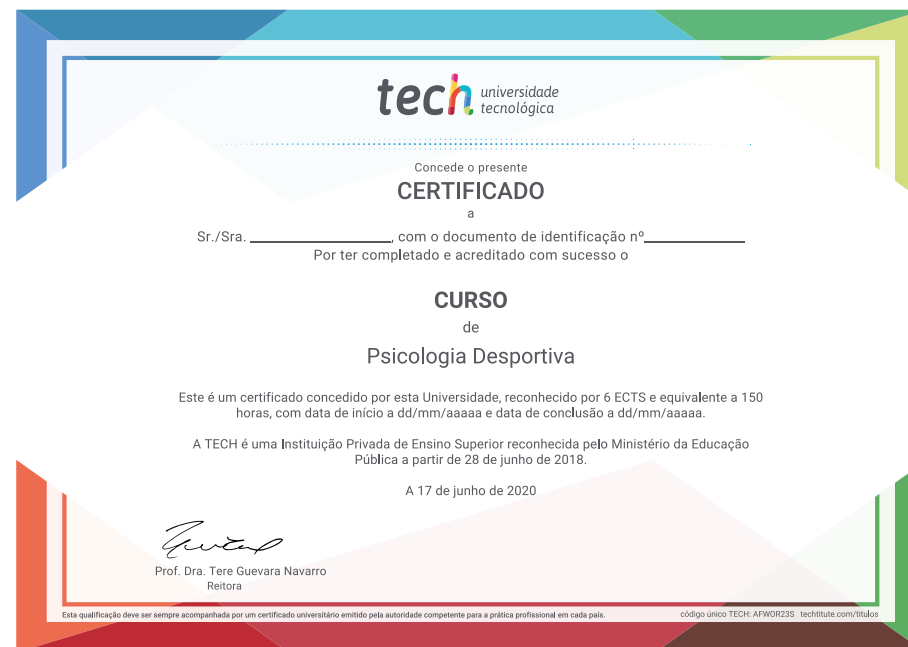 tech universidade
tecnológica
Concede o presente
CERTIFICADO
a
Sr./Sra. ____________________, com o documento de identificação nº______________
Por ter completado e acreditado com sucesso o
CURSO
de
Psicologia Desportiva
Este é um certificado concedido por esta Universidade, reconhecido por 6 ECTS e equivalente a 150
horas, com data de início a dd/mm/aaaaa e data de conclusão a dd/mm/aaaaa.
A TECH é uma Instituição Privada de Ensino Superior reconhecida pelo Ministério da Educação
Pública a partir de 28 de junho de 2018.
A 17 de junho de 2020
Prof. Dra. Tere Guevara Navarro
Reitora
Esta qualificação deve ser sempre acompanhada por um certificado universitário emitido pela autoridade competente para a prática profissional em cada país.
código único TECH: AFWOR23S techtitute.com/titulos